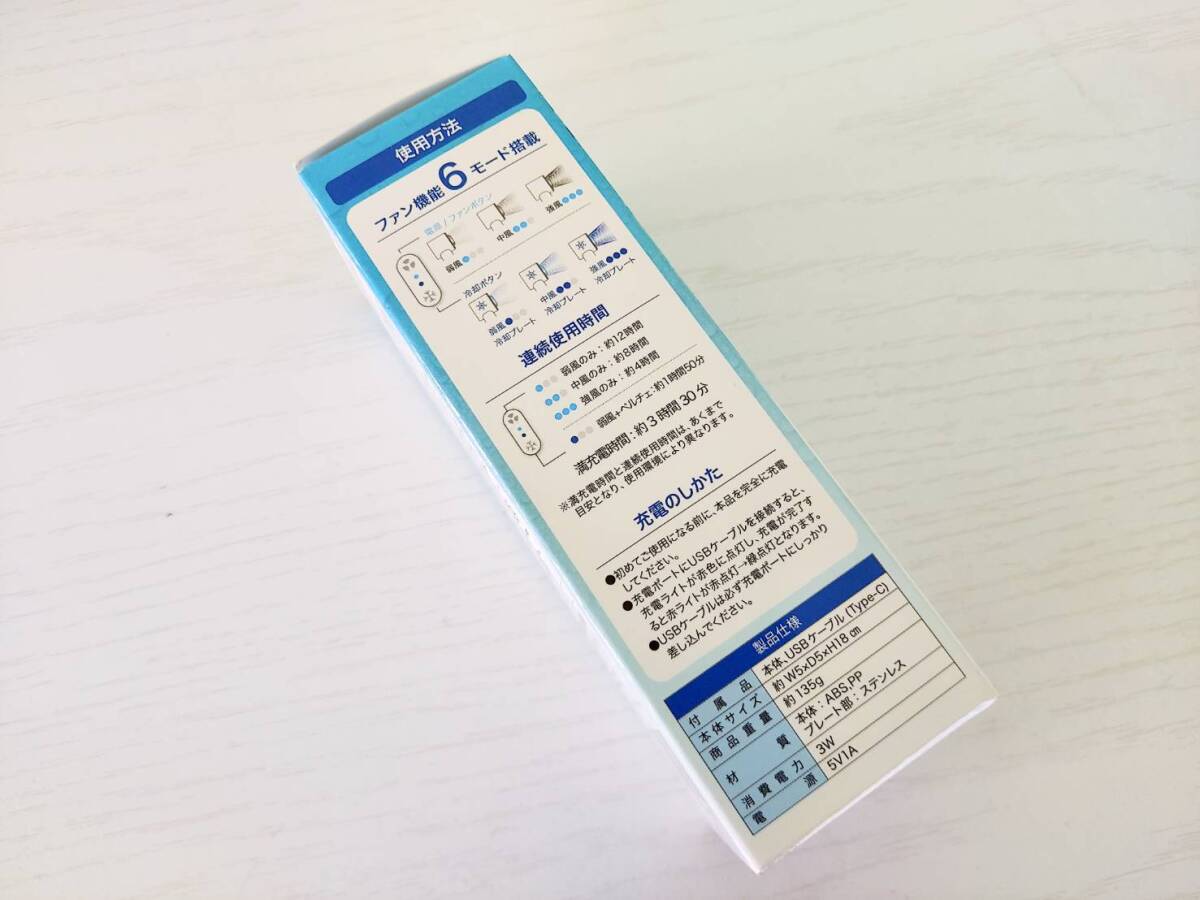 使用方法
ファン機能6モード搭載
電源/ファンボタン
弱風
中風
強風
冷却ボタン
弱風
冷却プレート
中風
冷却プレート
強風
冷却プレート
連続使用時間
弱風のみ:約12時間
中風のみ:約8時間
強風のみ:約4時間
弱風+ペルチェ:約1時間50分
満充電時間:約3時間30分
※満充電時間と連続使用時間は、あくまで
目安となり、使用環境により異なります。
充電のしかた
●初めてご使用になる前に、本品を完全に充電
してください。
●充電ポートにUSBケーブルを接続すると、
充電ライトが赤色に点灯し、充電が完了す
ると赤ライトが赤点灯→緑点灯となります。
●USBケーブルは必ず充電ポートにしっかり
差し込んでください。
製品仕様
付属品 本体、USBケーブル(Type-C)
本体サイズ 約W5×D5×H18㎝
商品重量 約135g
材質 本体:ABS,PP
プレート部:ステンレス
消費電力 3W
電源 5V1A